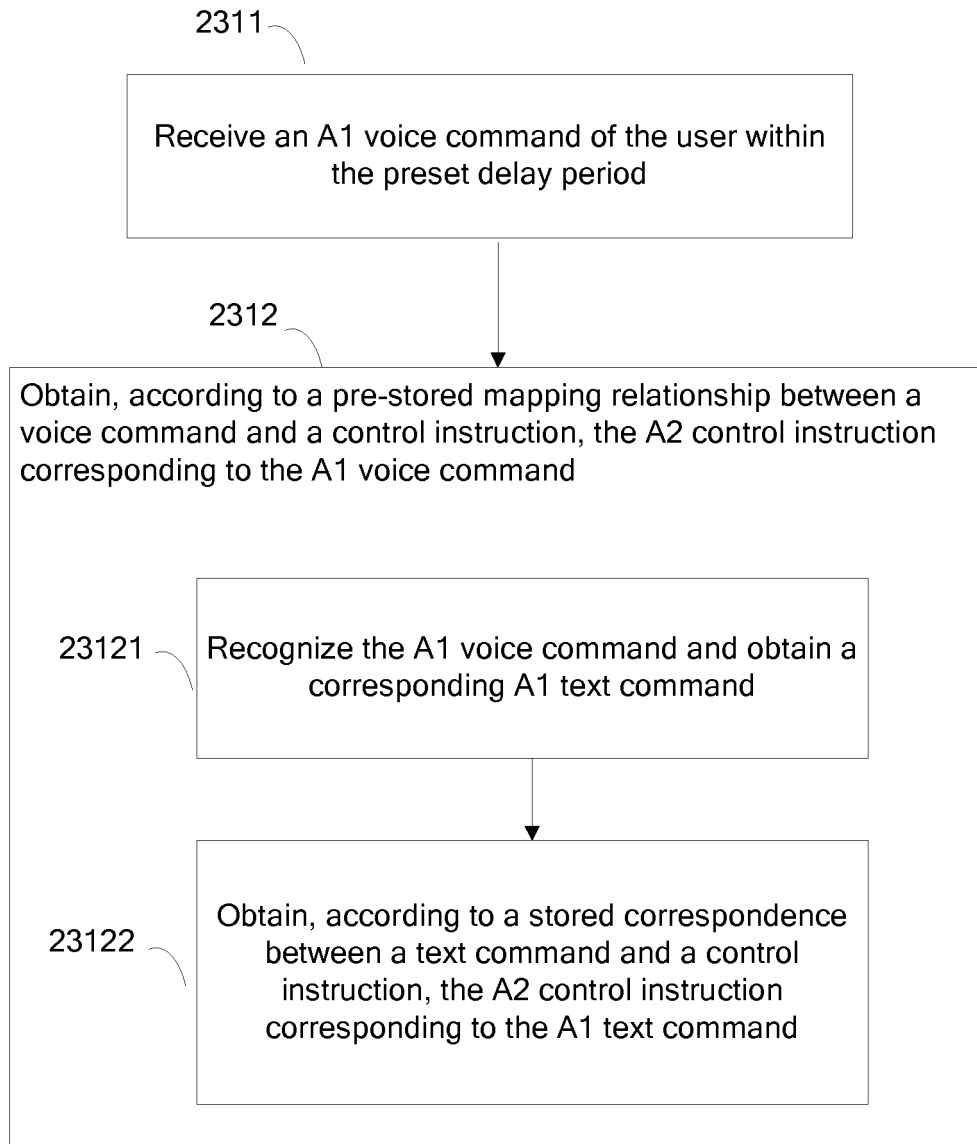 2311
Receive an A1 voice command of the user within
the preset delay period
2312
Obtain, according to a pre-stored mapping relationship between a
voice command and a control instruction, the A2 control instruction
corresponding to the A1 voice command
23121
Recognize the A1 voice command and obtain a
corresponding A1 text command
23122
Obtain, according to a stored correspondence
between a text command and a control
instruction, the A2 control instruction
corresponding to the A1 text command